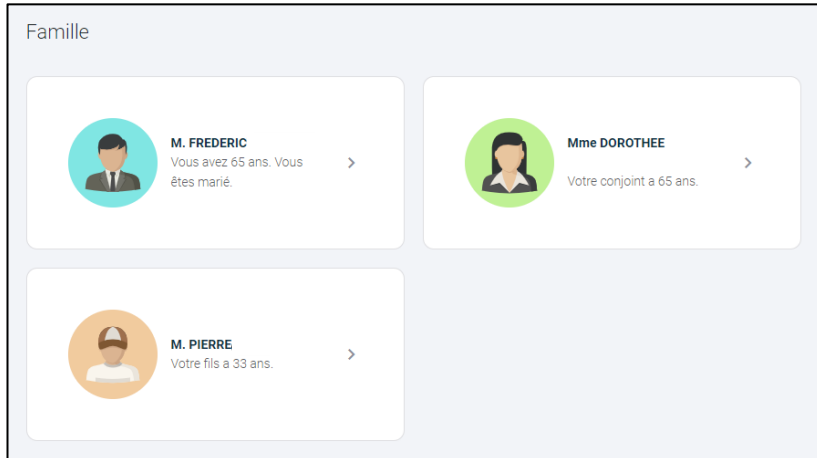 Famille
M. FREDERIC
Vous avez 65 ans. Vous
êtes marié.
Mme DOROTHEE
Votre conjoint a 65 ans.
M. PIERRE
Votre fils a 33 ans.